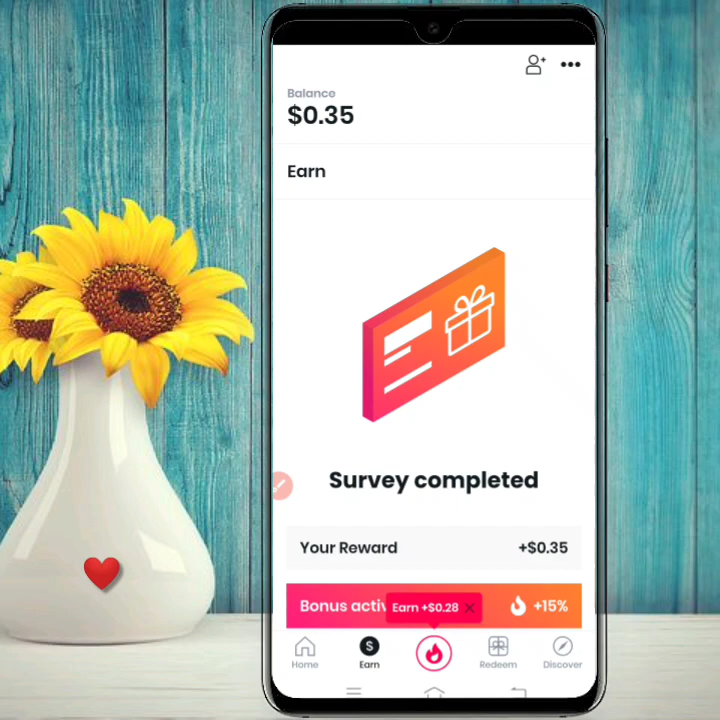 Balance
$0.35
Earn
Survey completed
Your Reward +$0.35
Bonus activ +15%
Earn +$0.28
$
Home Earn Redeem Discover